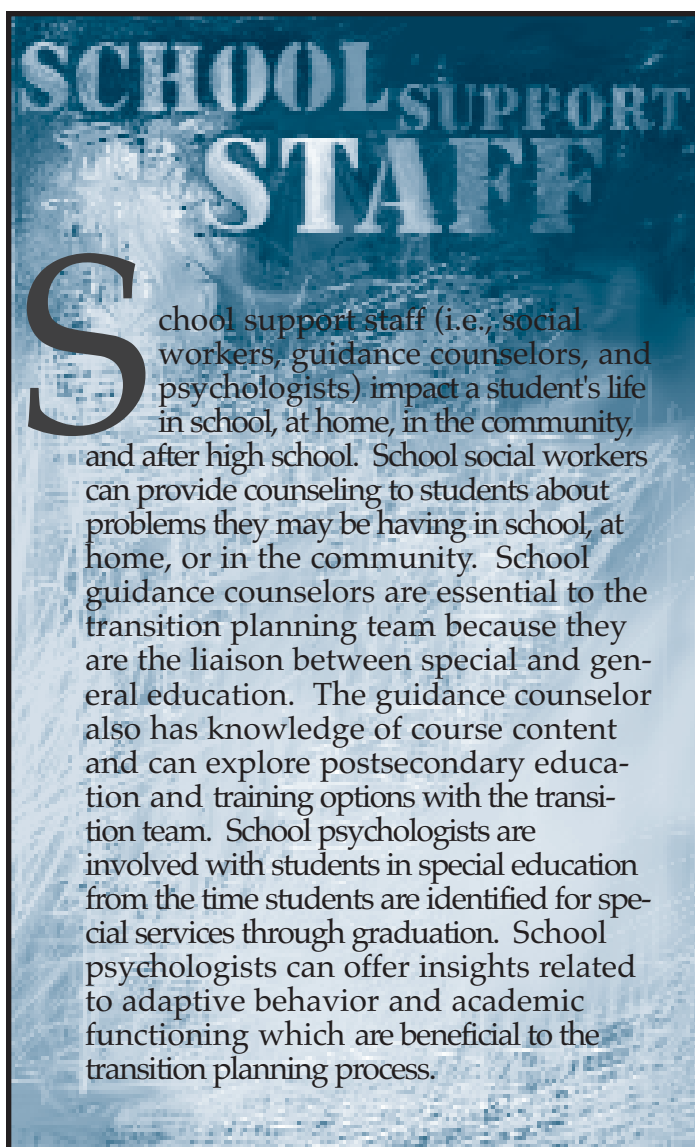 SCHOOL SUPPORT
STAFF
School support staff (i.e., social
workers, guidance counselors, and
psychologists) impact a student's life
in school, at home, in the community,
and after high school.  School social workers
can provide counseling to students about
problems they may be having in school, at
home, or in the community.  School
guidance counselors are essential to the
transition planning team because they
are the liaison between special and gen-
eral education.  The guidance counselor
also has knowledge of course content
and can explore postsecondary educa-
tion and training options with the transi-
tion team.  School psychologists are
involved with students in special education
from the time students are identified for spe-
cial services through graduation.  School
psychologists can offer insights related
to adaptive behavior and academic
functioning which are beneficial to the
transition planning process.